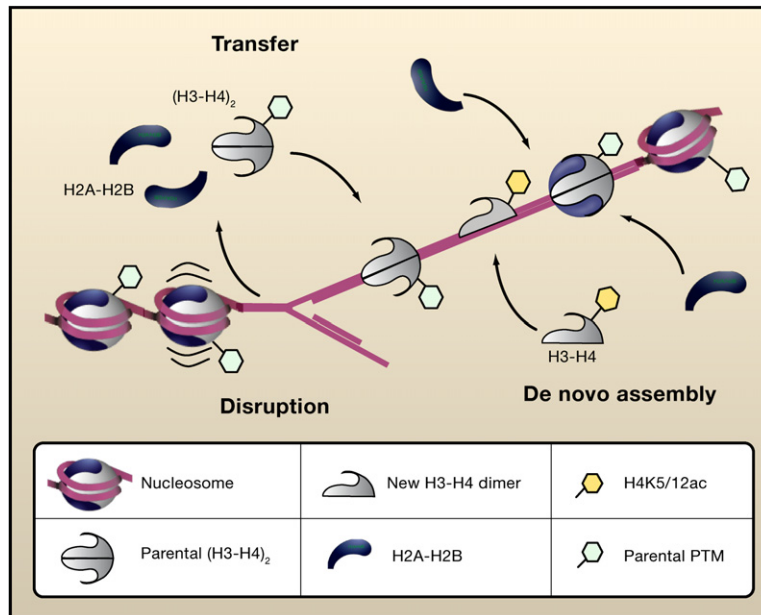 Transfer
(H3-H4)2
H2A-H2B
H3-H4
Disruption
De novo assembly
Nucleosome
New H3-H4 dimer
H4K5/12ac
Parental (H3-H4)2
H2A-H2B
Parental PTM